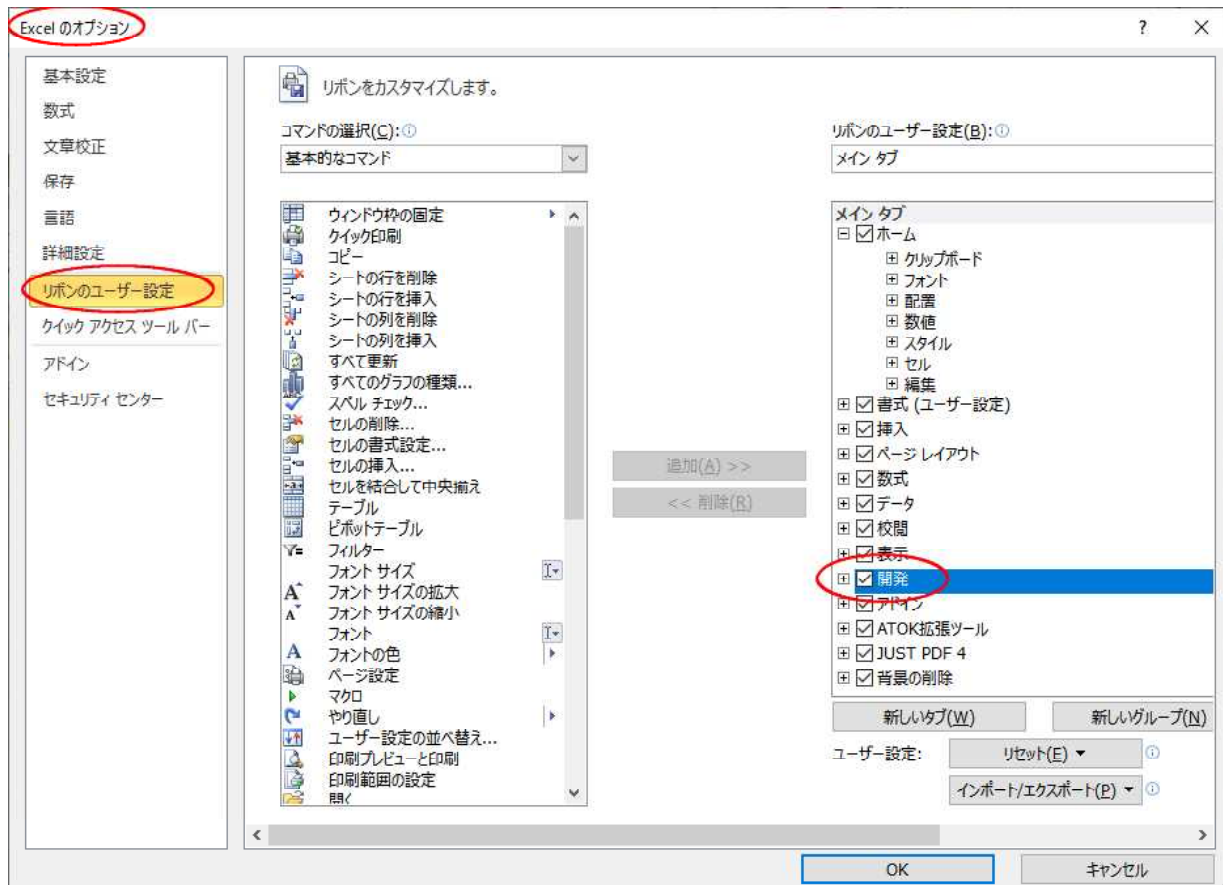 Excel のオプション
?
基本設定
数式
文章校正
保存
言語
詳細設定
リボンのユーザー設定
クイック アクセス ツール バー
アドイン
セキュリティ センター
リボンをカスタマイズします。
コマンドの選択(C):
基本的なコマンド
ウィンドウ枠の固定
クイック印刷
コピー
シートの行を削除
シートの行を挿入
シートの列を削除
シートの列を挿入
すべて更新
すべてのグラフの種類...
スペル チェック...
セルの削除...
セルの書式設定...
セルの挿入...
セルを結合して中央揃え
テーブル
ピボットテーブル
フィルター
フォント サイズ
フォント サイズの拡大
フォント サイズの縮小
フォント
フォントの色
ページ設定
マクロ
やり直し
ユーザー設定の並べ替え...
印刷プレビューと印刷
印刷範囲の設定
開く
追加(A) >>
<< 削除(R)
リボンのユーザー設定(B):
メイン タブ
メイン タブ
ホーム
クリップボード
フォント
配置
数値
スタイル
セル
編集
書式 (ユーザー設定)
挿入
ページ レイアウト
数式
データ
校閲
表示
開発
アドイン
ATOK拡張ツール
JUST PDF 4
背景の削除
新しいタブ(W)
新しいグループ(N)
ユーザー設定:
リセット(E)
インポート/エクスポート(P)
OK
キャンセル